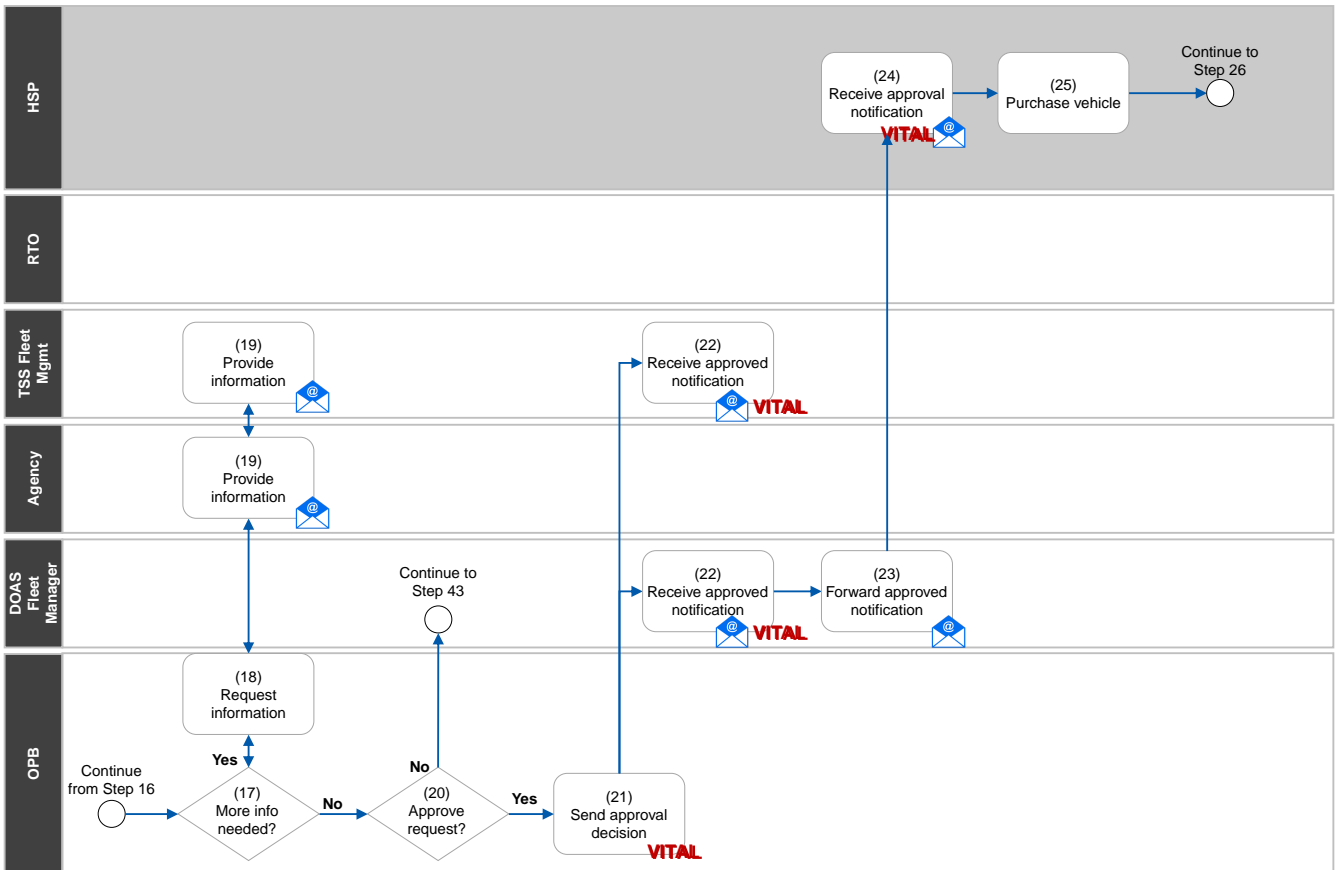 HSP
(24)
Receive approval
notification
VITAL
@
(25)
Purchase vehicle
Continue to
Step 26
RTO
TSS Fleet
Mgmt
(19)
Provide
information
@
(22)
Receive approved
notification
@
VITAL
Agency
(19)
Provide
information
@
DOAS
Fleet
Manager
Continue to
Step 43
(22)
Receive approved
notification
@
VITAL
(23)
Forward approved
notification
@
OPB
(18)
Request
information
Continue
from Step 16
Yes
(17)
More info
needed?
No
No
(20)
Approve
request?
Yes
(21)
Send approval
decision
VITAL